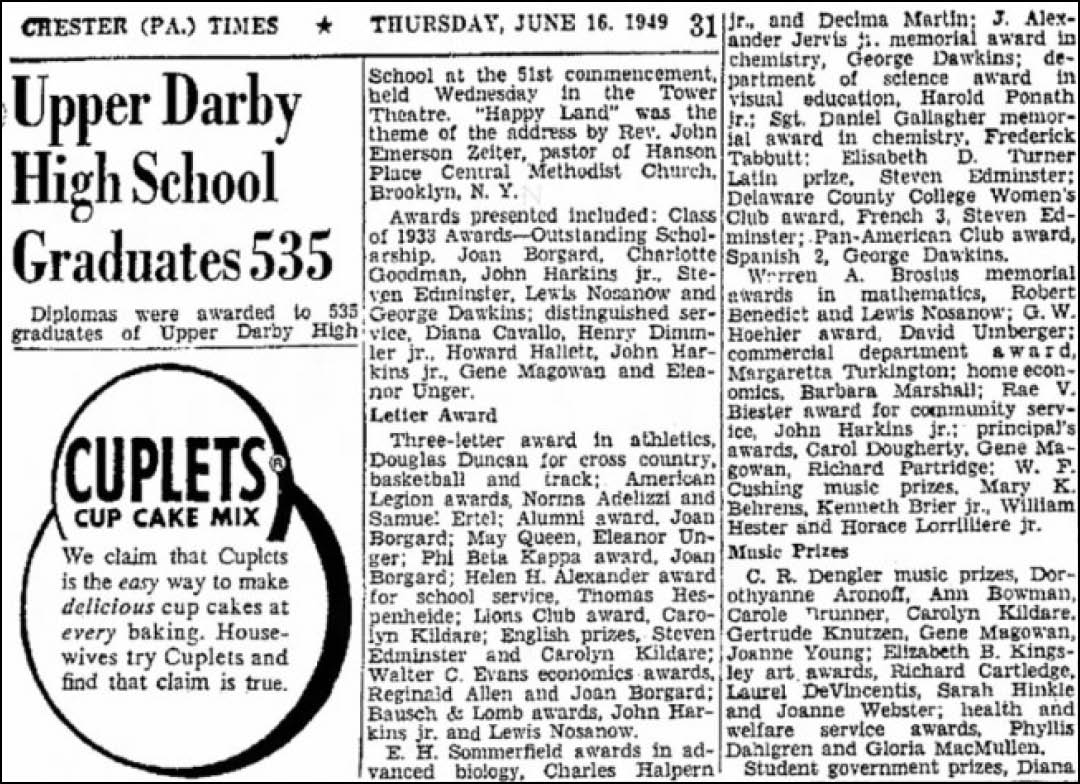 CHESTER (PA.) TIMES ★ THURSDAY, JUNE 16. 1949 31
Upper Darby
High School
Graduates 535
Diplomas were awarded to 535
graduates of Upper Darby High
CUPLETS®
CUP CAKE MIX
We claim that Cuplets
is the easy way to make
delicious cup cakes at
every baking. House-
wives try Cuplets and
find that claim is true.
School at the 51st commencement,
held Wednesday in the Tower
Theatre. "Happy Land" was the
theme of the address by Rev. John
Emerson Zeiter, pastor of Hanson
Place Central Methodist Church,
Brooklyn, N. Y.
Awards presented included: Class
of 1933 Awards—Outstanding Schol-
arship, Joan Borgard, Charlotte
Goodman, John Harkins jr., Ste-
ven Edminster, Lewis Nosanow and
George Dawkins; distinguished ser-
vice, Diana Cavallo, Henry Dimm-
ler jr., Howard Hallett, John Har-
kins jr., Gene Magowan and Elea-
nor Unger.
Letter Award
Three-letter award in athletics,
Douglas Duncan for cross country,
basketball and track; American
Legion awards, Norma Adelizzi and
Samuel Ertel; Alumni award, Joan
Borgard; May Queen, Eleanor Un-
ger; Phi Beta Kappa award, Joan
Borgard; Helen H. Alexander award
for school service, Thomas Hes-
penheide; Lions Club award, Caro-
lyn Kildare; English prizes, Steven
Edminster and Carolyn Kildare;
Walter C. Evans economics awards,
Reginald Allen and Joan Borgard;
Bausch & Lomb awards, John Har-
kins jr. and Lewis Nosanow.
E. H. Sommerfield awards in ad-
vanced biology, Charles Halpern
jr., and Decima Martin; J. Alex-
ander Jervis memorial award in
chemistry, George Dawkins; de-
partment of science award in
visual education, Harold Ponath
jr.; Sgt. Daniel Gallagher memor-
ial award in chemistry, Frederick
Tabbutt; Elisabeth D. Turner
Latin prize, Steven Edminster;
Delaware County College Women's
Club award, French 3, Steven Ed-
minster; Pan-American Club award,
Spanish 2, George Dawkins.
Warren A. Brosius memorial
awards in mathematics, Robert
Benedict and Lewis Nosanow; G. W.
Hoehler award, David Umberger;
commercial department award,
Margaretta Turkington; home econ-
omics, Barbara Marshall; Rae V.
Biester award for community serv-
ice, John Harkins jr.; principal's
awards, Carol Dougherty, Gene Ma-
gowan, Richard Partridge; W. F.
Cushing music prizes, Mary K.
Behrens, Kenneth Brier jr., William
Hester and Horace Lorrilliere jr.
Music Prizes
C. R. Dengler music prizes, Dor-
othyanne Aronoff, Ann Bowman,
Carole Brunner, Carolyn Kildare,
Gertrude Knutzen, Gene Magowan,
Joanne Young; Elizabeth B. Kings-
ley art awards, Richard Cartledge,
Laurel DeVincentis, Sarah Hinkle
and Joanne Webster; health and
welfare service awards, Phyllis
Dahlgren and Gloria MacMullen.
Student government prizes, Diana